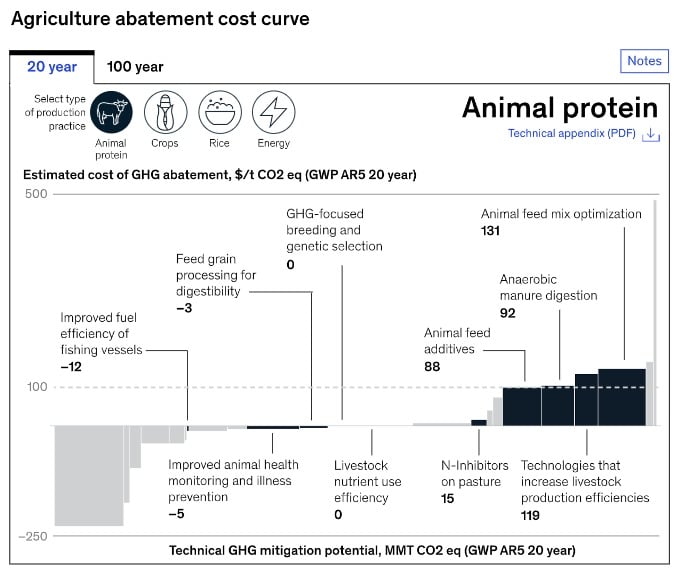 Agriculture abatement cost curve
20 year
100 year
Notes
Select type
of production
practice
Animal
protein
Crops
Rice
Energy
Animal protein
Technical appendix (PDF)
Estimated cost of GHG abatement, $/t CO2 eq (GWP AR5 20 year)
500
GHG-focused
breeding and
genetic selection
0
Animal feed mix optimization
131
Feed grain
processing for
digestibility
–3
Anaerobic
manure digestion
92
Improved fuel
efficiency of
fishing vessels
–12
Animal feed
additives
88
100
Improved animal health
monitoring and illness
prevention
–5
Livestock
nutrient use
efficiency
0
N-Inhibitors
on pasture
15
Technologies that
increase livestock
production efficiencies
119
–250
Technical GHG mitigation potential, MMT CO2 eq (GWP AR5 20 year)